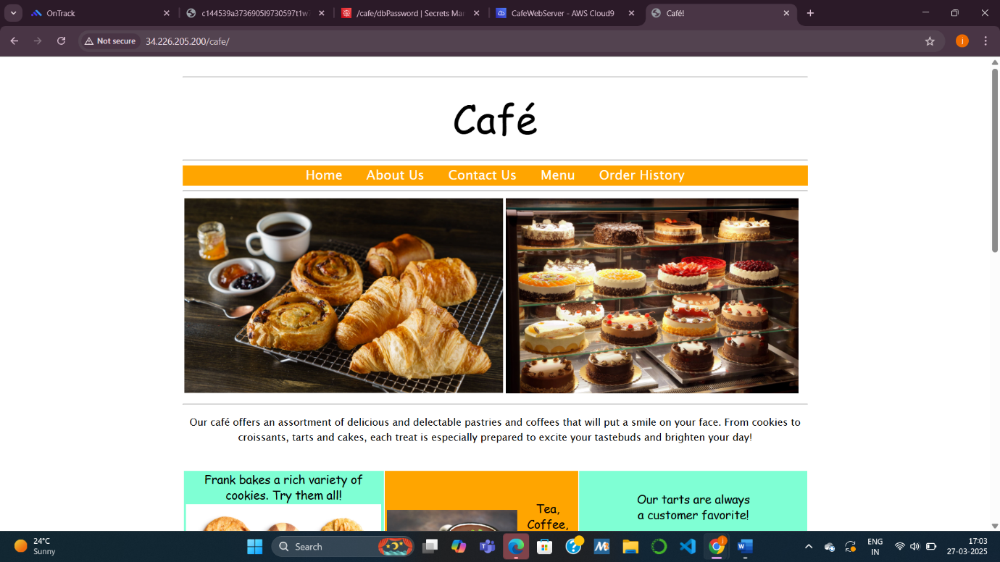 OnTrack
c144539a3736905l9730597t1w
/cafe/dbPassword | Secrets Mar
CafeWebServer - AWS Cloud9
Café!
Not secure
34.226.205.200/cafe/
j
Café
Home About Us Contact Us Menu Order History
Our café offers an assortment of delicious and delectable pastries and coffees that will put a smile on your face. From cookies to
croissants, tarts and cakes, each treat is especially prepared to excite your tastebuds and brighten your day!
Frank bakes a rich variety of
cookies. Try them all!
Tea,
Coffee,
Our tarts are always
a customer favorite!
24°C
Sunny
Search
ENG
IN
17:03
27-03-2025